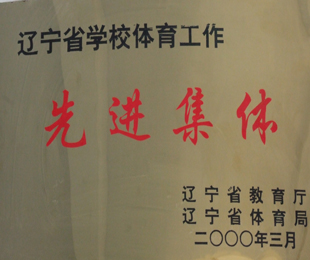 辽宁省学校体育工作
先进集体
辽宁省教育厅
辽宁省体育局
二〇〇〇年三月